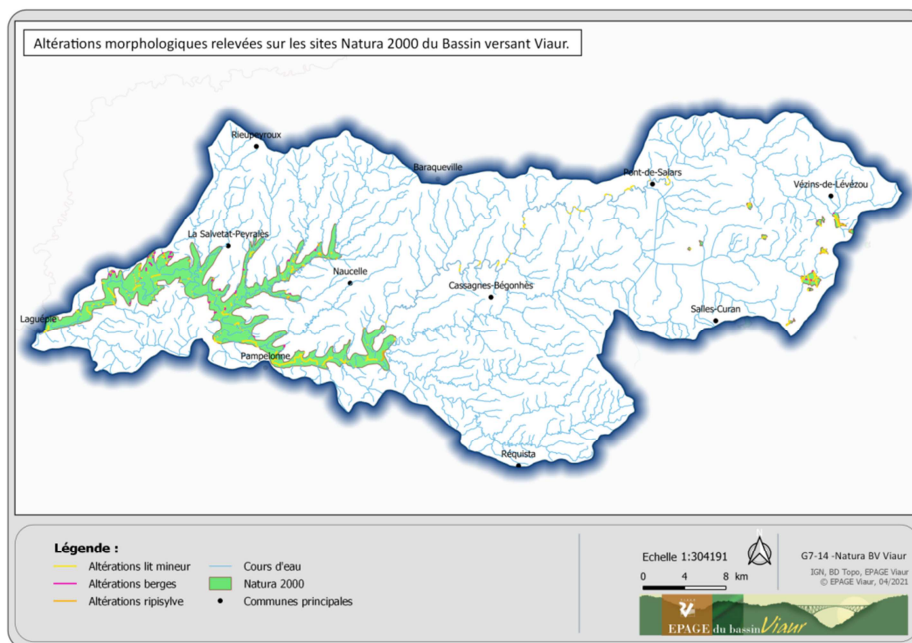 Altérations morphologiques relevées sur les sites Natura 2000 du Bassin versant Viaur.
Rieupeyroux
Baraqueville
Pont-de-Salars
Vézins-de-Lévézou
La Salvetat-Peyralès
Naucelle
Cassagnes-Bégonhès
Salles-Curan
Laguépie
Pampelonne
Réquista
Légende :
Altérations lit mineur
Altérations berges
Altérations ripisylve
Cours d'eau
Natura 2000
Communes principales
Echelle 1:304191
0 4 8 km
N
G7-14 -Natura BV Viaur
IGN, BD Topo, EPAGE Viaur
© EPAGE Viaur, 04/2021
EPAGE du bassin Viaur